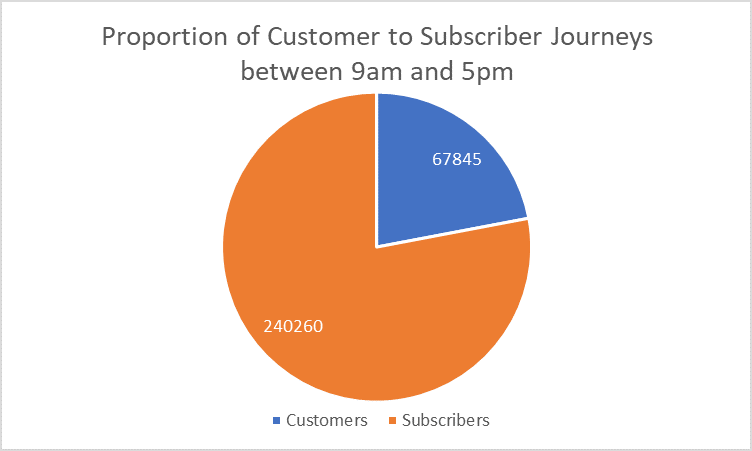 Proportion of Customer to Subscriber Journeys
between 9am and 5pm
67845
240260
Customers Subscribers